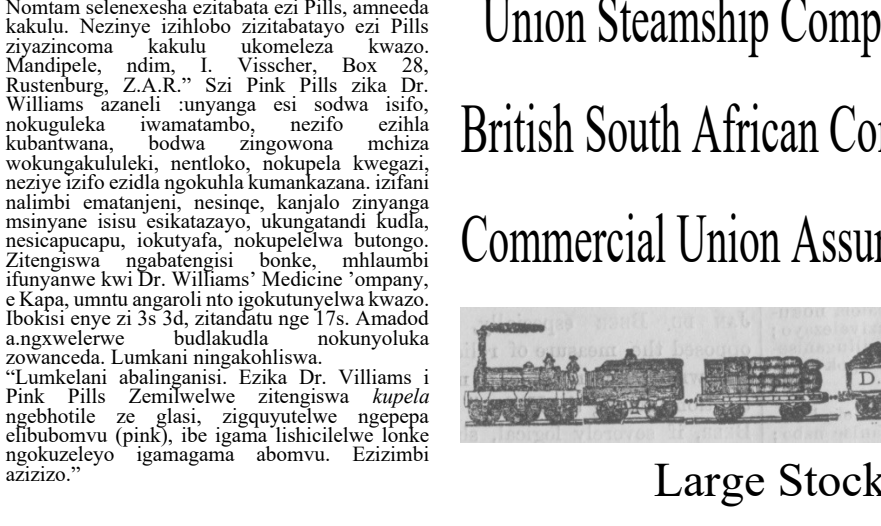 Nomtam selenexesha ezitabata ezi Pills, amneeda
kakulu. Nezinye izihlobo zizitabatayo ezi Pills
ziyazincoma kakulu ukomeleza kwazo.
Mandipele, ndim, I. Visscher, Box 28,
Rustenburg, Z.A.R.” Szi Pink Pills zika Dr.
Williams azaneli :unyanga esi sodwa isifo,
nokuguleka iwamatambo, nezifo ezihla
kubantwana, bodwa zingowona mchiza
wokungakululeki, nentloko, nokupela kwegazi,
neziye izifo ezidla ngokuhla kumankazana. izifani
nalimbi ematanjeni, nesinqe, kanjalo zinyanga
msinyane isisu esikatazayo, ukungatandi kudla,
nesicapucapu, iokutyafa, nokupelelwa butongo.
Zitengiswa ngabatengisi bonke, mhlaumbi
ifunyanwe kwi Dr. Williams’ Medicine ’ompany,
e Kapa, umntu angaroli nto igokutunyelwa kwazo.
Ibokisi enye zi 3s 3d, zitandatu nge 17s. Amadod
a.ngxwelerwe budlakudla nokunyoluka
zowanceda. Lumkani ningakohliswa.
“Lumkelani abalinganisi. Ezika Dr. Villiams i
Pink Pills Zemilwelwe zitengiswa kupela
ngebhotile ze glasi, zigquyutelwe ngepepa
elibubomvu (pink), ibe igama lishicilelwe lonke
ngokuzeleyo igamagama abomvu. Ezizimbi
azizizo.”
Union Steamship Comp
British South African Co
Commercial Union Assu
D.
Large Stock